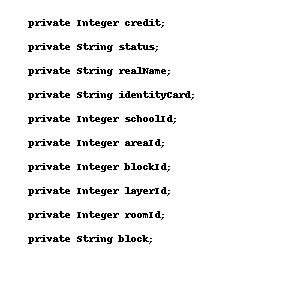 private Integer credit;
private String status;
private String realName;
private String identityCard;
private Integer schoolId;
private Integer areaId;
private Integer blockId;
private Integer layerId;
private Integer roomId;
private String block;